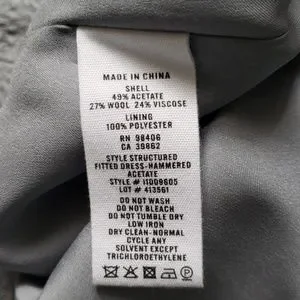 MADE IN CHINA
SHELL
49% ACETATE
27% WOOL 24% VISCOSE
LINING
100% POLYESTER
RN 98406
CA 39862
STYLE STRUCTURED
FITTED DRESS-HAMMERED
ACETATE
STYLE # I1009605
LOT # 413561
DO NOT WASH
DO NOT BLEACH
DO NOT TUMBLE DRY
LOW IRON
DRY CLEAN-NORMAL
CYCLE ANY
SOLVENT EXCEPT
TRICHLOROETHYLENE